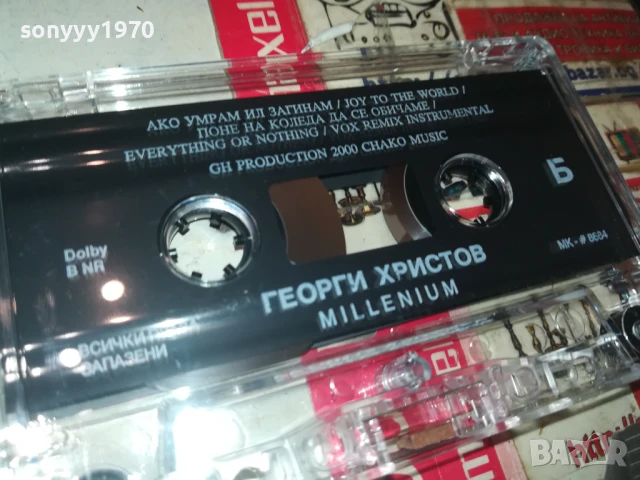 sonyyy1970
АКО УМРАМ ИЛ ЗАГИНАМ / JOY TO THE WORLD /
ПОНЕ НА КОЛЕДА ДА СЕ ОБИЧАМЕ /
EVERYTHING OR NOTHING / VOX REMIX INSTRUMENTAL
GH PRODUCTION 2000 CHAKO MUSIC
Б
Dolby
B NR
МК - # 8684
ГЕОРГИ ХРИСТОВ
MILLENIUM
ВСИЧКИ
ЗАПАЗЕНИ
BAZAR